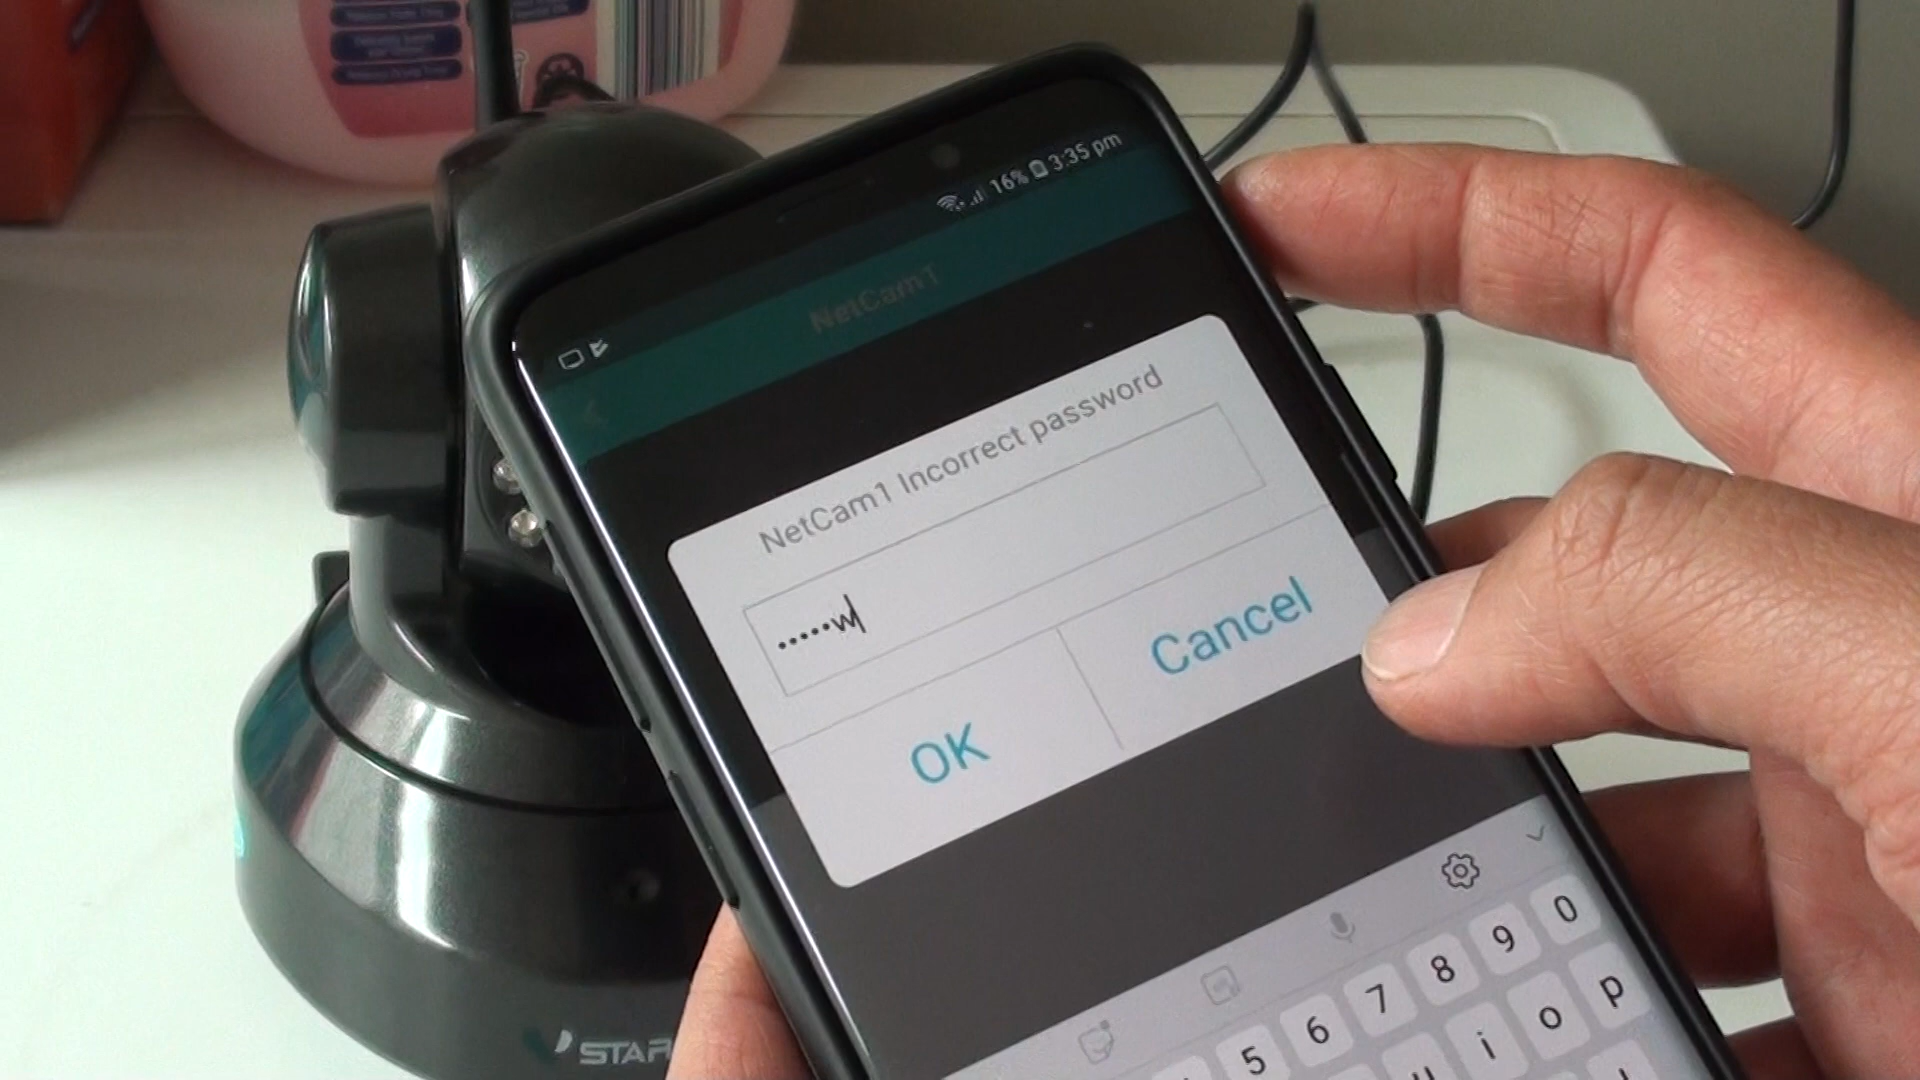 16% 3:35 pm
NetCam1
NetCam1 Incorrect password
•••••w
OK
Cancel
5 6 7 8 9 0
u i o p
STAR